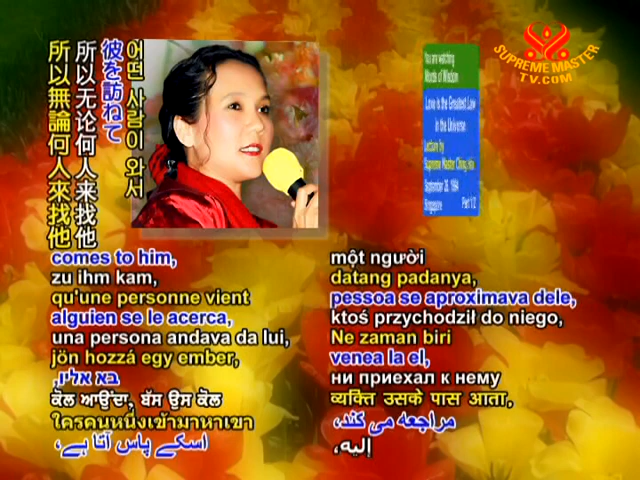 所以無論何人來找他
所以无论何人来找他
彼を訪ねて
어떤 사람이 와서
SUPREME MASTER
TV.COM
You are watching
Words of Wisdom
Love is the Greatest Law
in the Universe
Lecture by
Supreme Master Ching Hai
September 20, 1994
Singapore Part 1/2
comes to him,
zu ihm kam,
qu'une personne vient
alguien se le acerca,
una persona andava da lui,
jön hozzá egy ember,
בא אליו,
ਕੋਲ ਆਉਂਦਾ, ਬੱਸ ਉਸ ਕੋਲ
ใครคนหนึ่งเข้ามาหาเขา
اسکے پاس آتا ہے،
một người
datang padanya,
pessoa se aproximava dele,
ktoś przychodził do niego,
Ne zaman biri
venea la el,
ни приехал к нему
व्यक्ति उसके पास आता.
مراجعه می کند،
إليه،